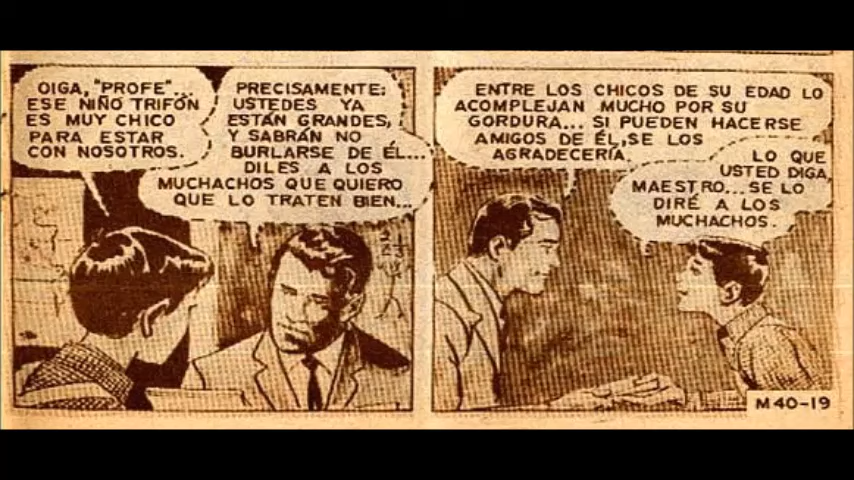 OIGA, "PROFE"...
ESE NIÑO TRIFÓN
ES MUY CHICO
PARA ESTAR
CON NOSOTROS.
PRECISAMENTE:
USTEDES YA
ESTÁN GRANDES,
Y SABRÁN NO
BURLARSE DE ÉL...
DILES A LOS
MUCHACHOS QUE QUIERO
QUE LO TRATEN BIEN...
ENTRE LOS CHICOS DE SU EDAD LO
ACOMPLEJAN MUCHO POR SU
GORDURA... SI PUEDEN HACERSE
AMIGOS DE ÉL, SE LOS
AGRADECERÍA.
LO QUE
USTED DIGA,
MAESTRO... SE LO
DIRÉ A LOS
MUCHACHOS.
M 40-19